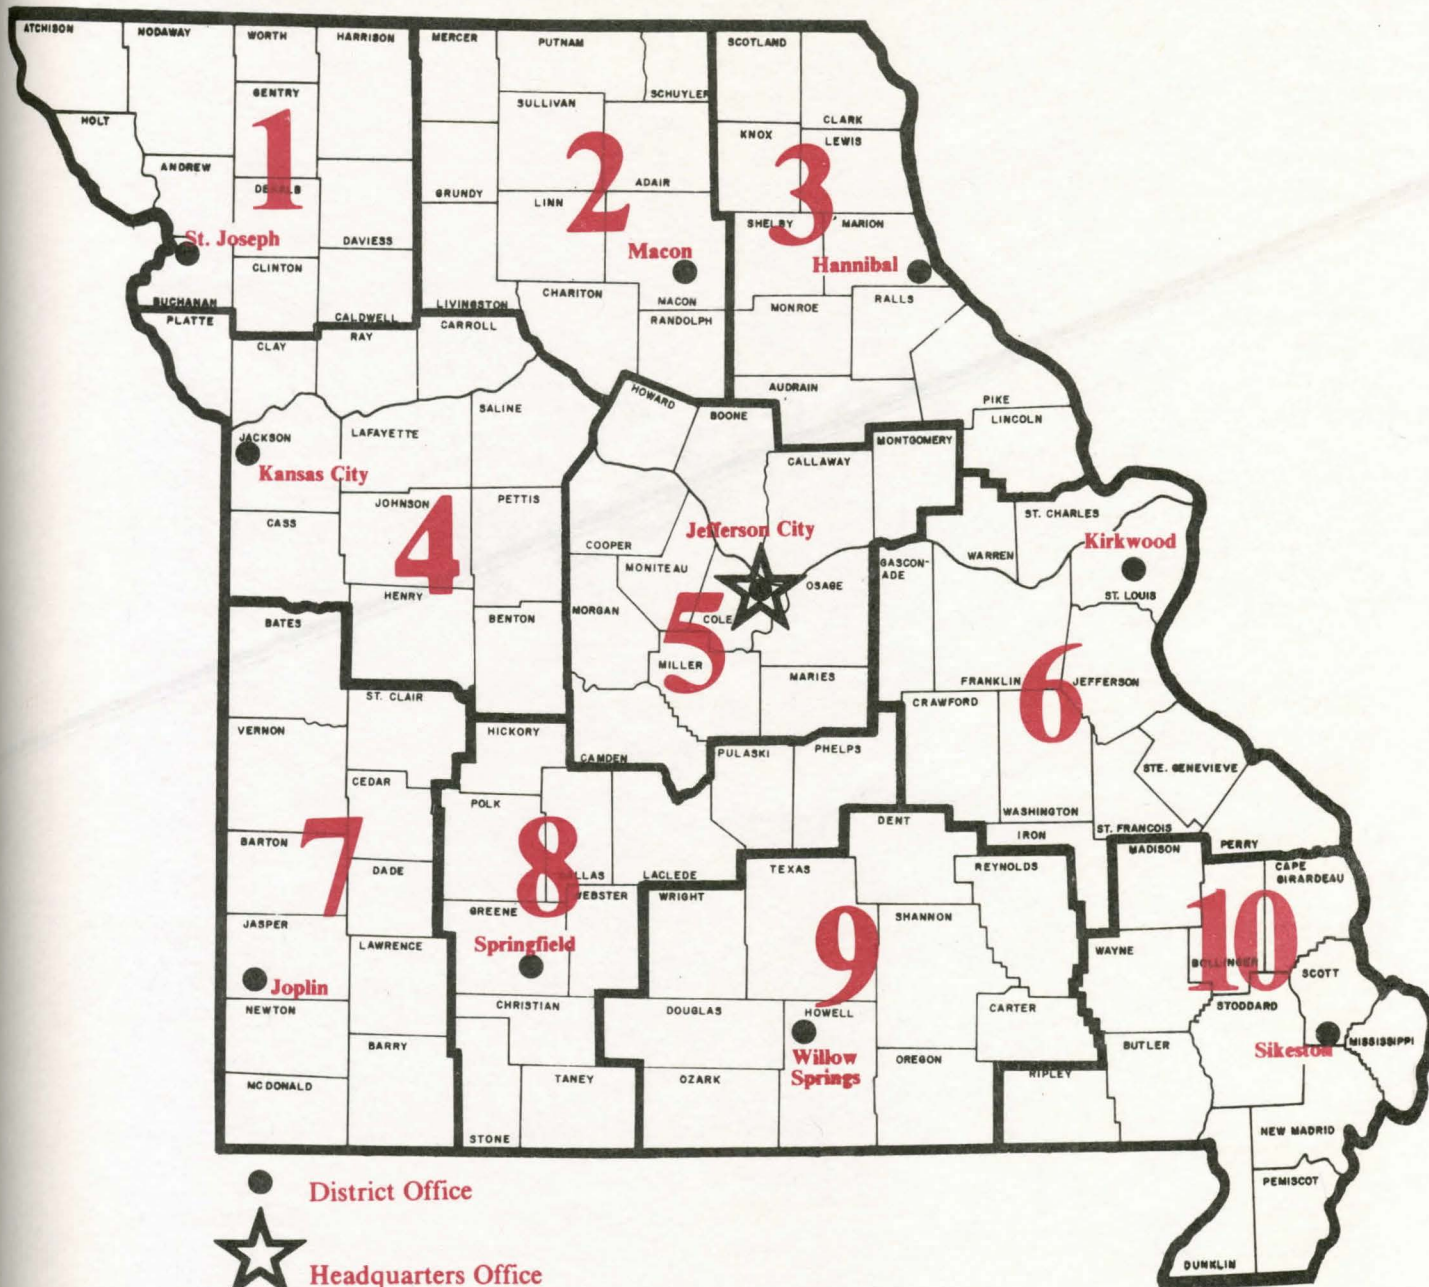 ATCHISON
NODAWAY
WORTH
HARRISON
MERCER
PUTNAM
SCOTLAND
GENTRY
SULLIVAN
SCHUYLER
CLARK
HOLT
KNOX
LEWIS
1
2
3
ANDREW
DEKALB
GRUNDY
LINN
ADAIR
SHELBY
MARION
St. Joseph
DAVIESS
Macon
Hannibal
CLINTON
BUCHANAN
CALDWELL
LIVINGSTON
CHARITON
MACON
RANDOLPH
MONROE
RALLS
PLATTE
CLAY
RAY
CARROLL
AUDRAIN
HOWARD
BOONE
PIKE
LINCOLN
SALINE
JACKSON
LAFAYETTE
MONTGOMERY
Kansas City
CALLAWAY
JOHNSON
PETTIS
ST. CHARLES
CASS
4
Jefferson City
Kirkwood
COOPER
WARREN
MONITEAU
GASCON-
ADE
OSAGE
HENRY
ST. LOUIS
BATES
BENTON
MORGAN
COLE
5
MILLER
MARIES
FRANKLIN
JEFFERSON
6
ST. CLAIR
CRAWFORD
VERNON
HICKORY
CAMDEN
PULASKI
PHELPS
STE. GENEVIEVE
CEDAR
POLK
WASHINGTON
DENT
IRON
ST. FRANCOIS
BARTON
7
8
MADISON
PERRY
DADE
LLAS
LACLEDE
TEXAS
REYNOLDS
CAPE
GIRARDEAU
WEBSTER
WRIGHT
JASPER
GREENE
SHANNON
9
10
LAWRENCE
Springfield
WAYNE
BOLLINGER
SCOTT
Joplin
NEWTON
CHRISTIAN
DOUGLAS
HOWELL
CARTER
STODDARD
BARRY
Willow
Springs
OREGON
BUTLER
Sikeston
MISSISSIPPI
MC DONALD
TANEY
OZARK
RIPLEY
STONE
NEW MADRID
PEMISCOT
DUNKLIN
District Office
Headquarters Office